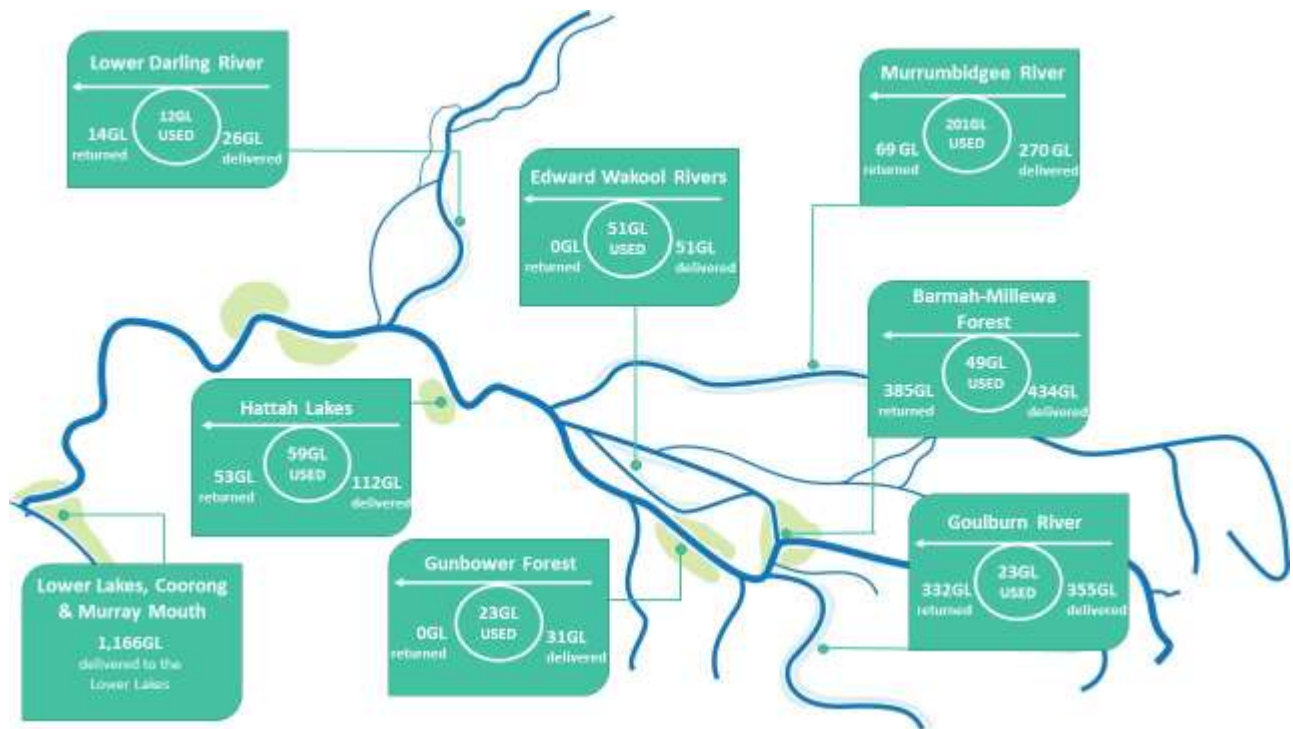 Lower Darling River
12GL
USED
14GL
returned
26GL
delivered
Murrumbidgee River
201GL
USED
69 GL
returned
270 GL
delivered
Edward Wakool Rivers
51GL
USED
0GL
returned
51GL
delivered
Barmah-Millewa
Forest
49GL
USED
385GL
returned
434GL
delivered
Hattah Lakes
59GL
USED
53GL
returned
112GL
delivered
Goulburn River
23GL
USED
332GL
returned
355GL
delivered
Gunbower Forest
23GL
USED
0GL
returned
31GL
delivered
Lower Lakes, Coorong
& Murray Mouth
1,166GL
delivered to the
Lower Lakes